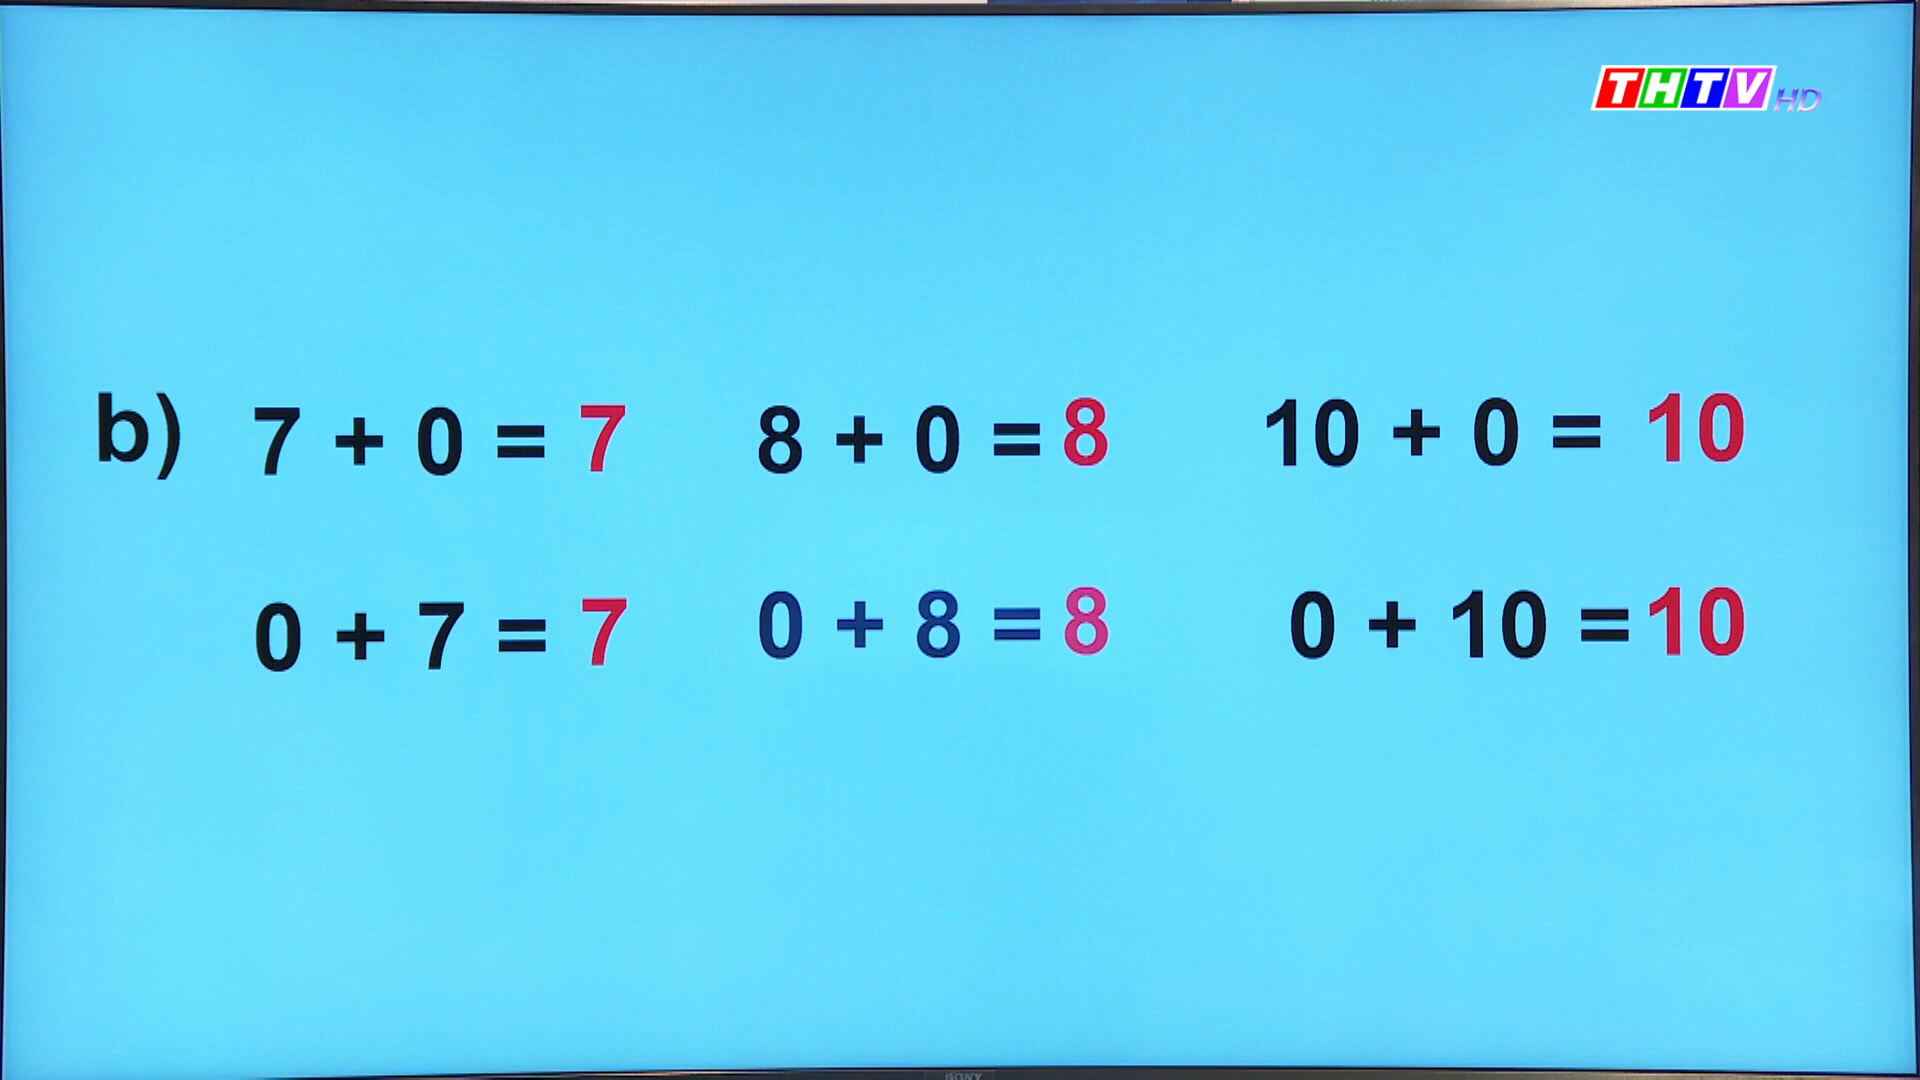 THTV HD
b) 7 + 0 = 7 8 + 0 = 8 10 + 0 = 10
0 + 7 = 7 0 + 8 = 8 0 + 10 = 10
SONY